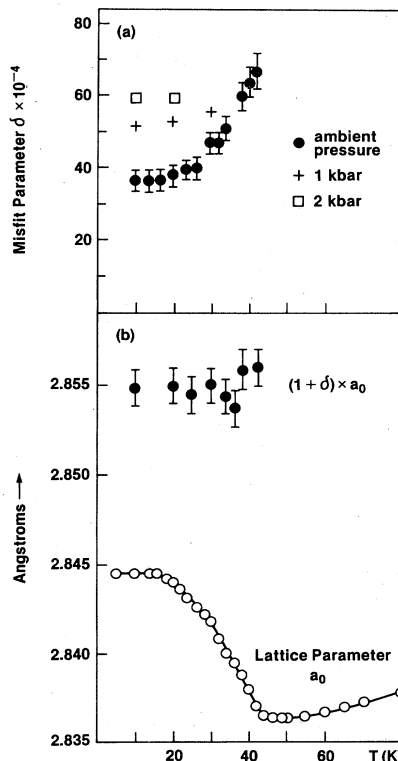 (a)
Misfit Parameter δ ×10⁻⁴
80
60
40
20
● ambient pressure
+ 1 kbar
□ 2 kbar
(b)
(1 + δ) × a₀
Angstroms →
2.855
2.850
2.845
2.840
2.835
Lattice Parameter
a₀
20
40
60
T (K